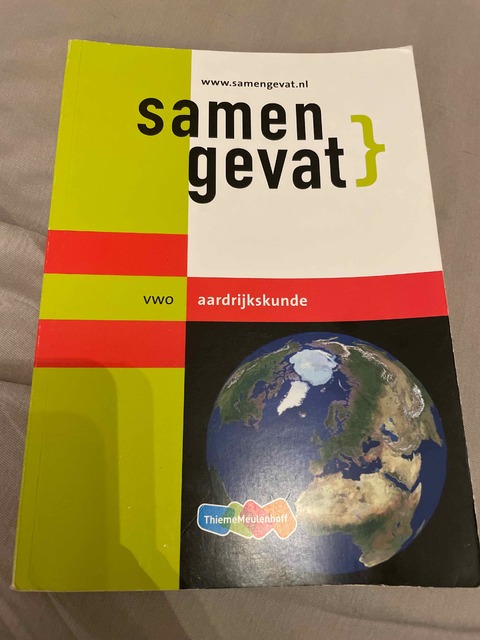 www.samengevat.nl
samen
gevat}
vwo aardrijkskunde
ThiemeMeulenhoff